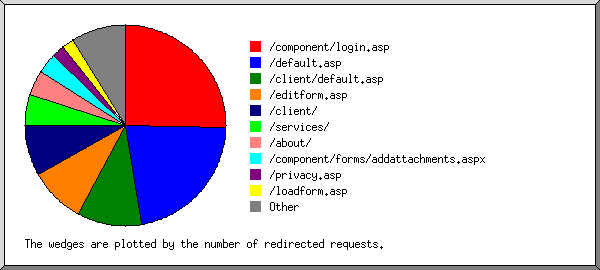 /component/login.asp
/default.asp
/client/default.asp
/editform.asp
/client/
/services/
/about/
/component/forms/addattachments.aspx
/privacy.asp
/loadform.asp
Other
The wedges are plotted by the number of redirected requests.